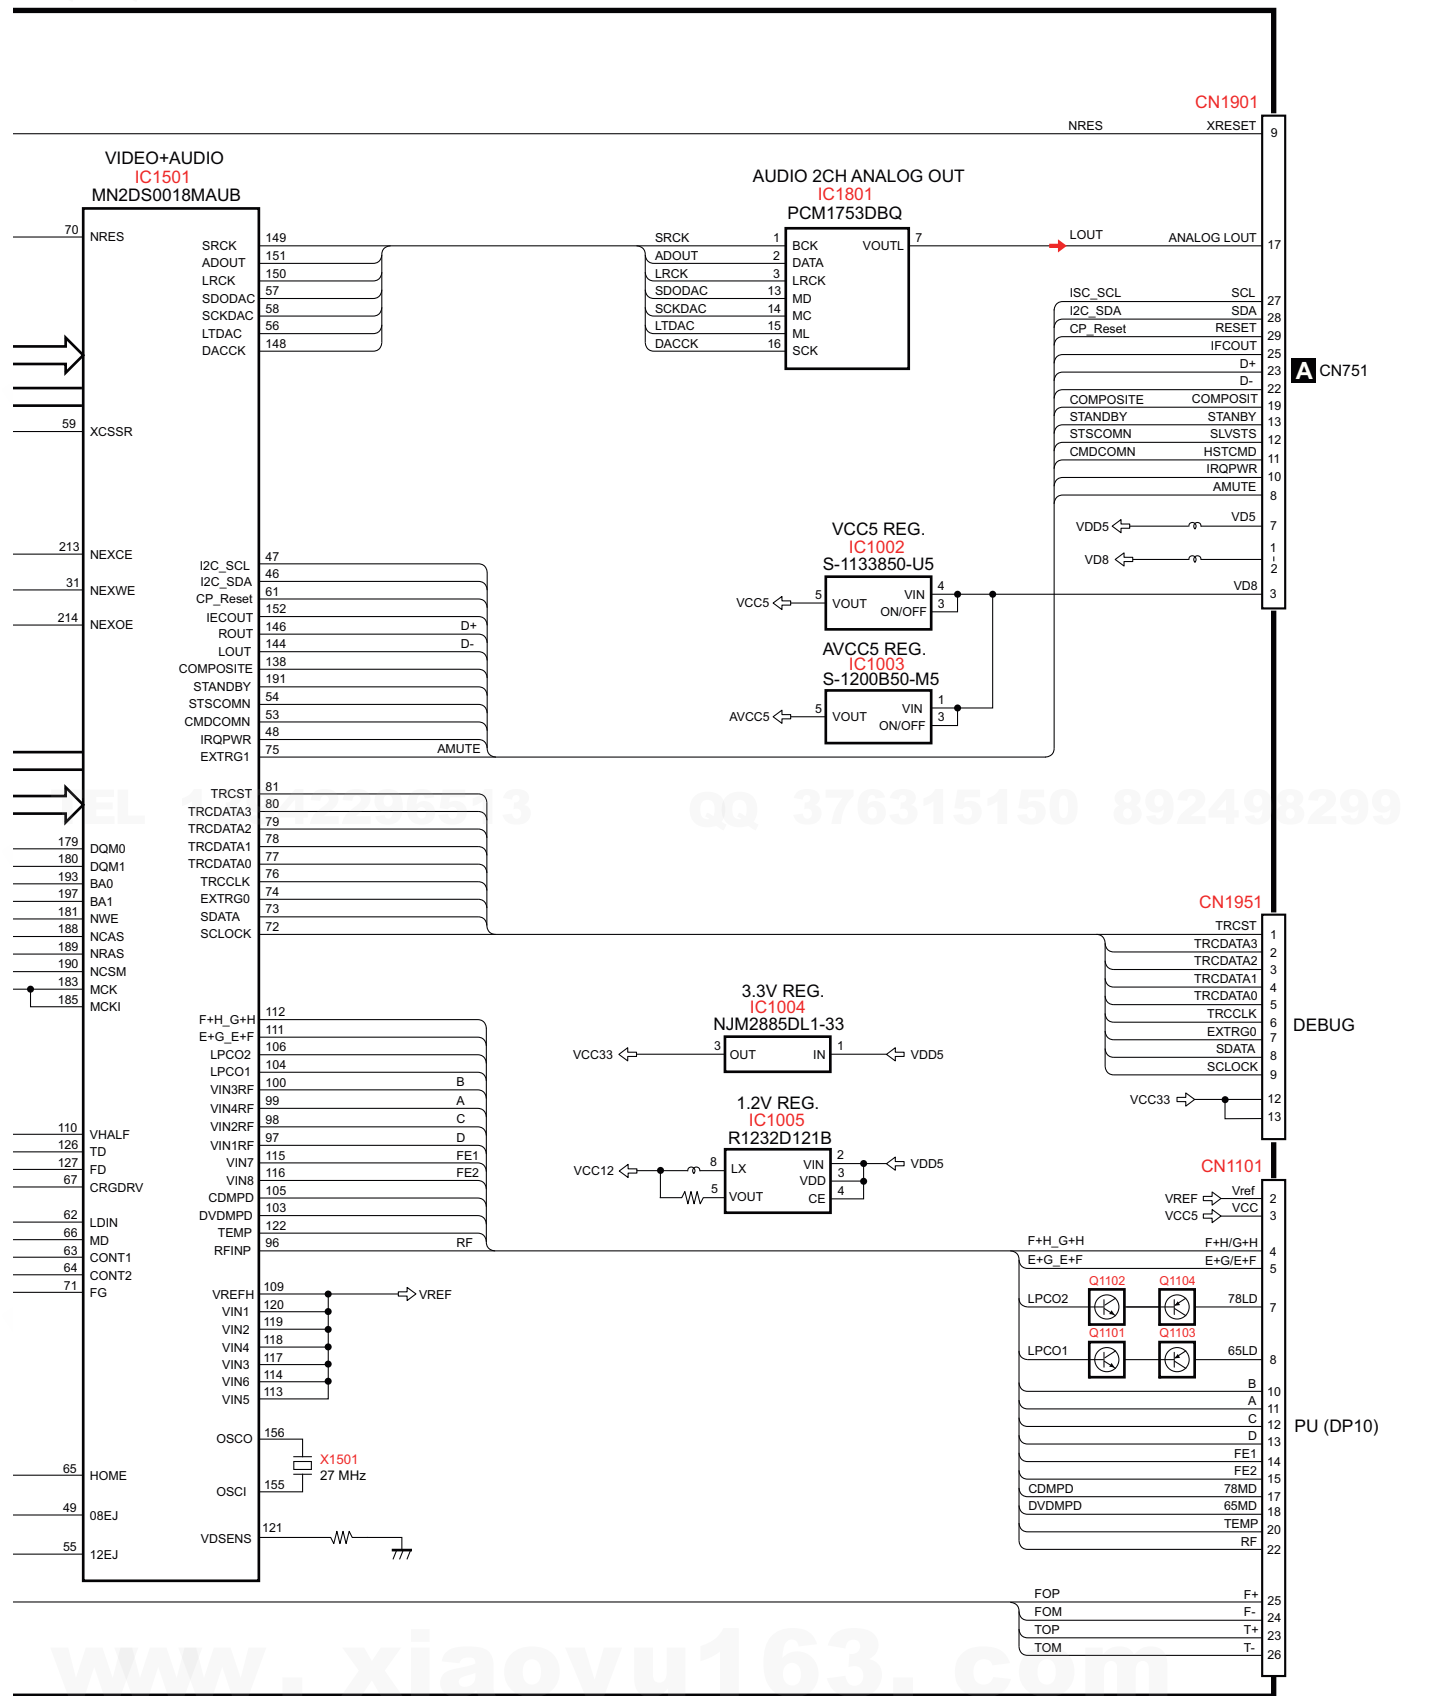 CN1901
NRES XRESET 9
VIDEO+AUDIO
IC1501
MN2DS0018MAUB
AUDIO 2CH ANALOG OUT
IC1801
PCM1753DBQ
70 NRES
SRCK 149
ADOUT 151
LRCK 150
SDODAC 57
SCKDAC 58
LTDAC 56
DACCK 148
SRCK 1 BCK VOUTL 7
ADOUT 2 DATA
LRCK 3 LRCK
SDODAC 13 MD
SCKDAC 14 MC
LTDAC 15 ML
DACCK 16 SCK
LOUT ANALOG LOUT 17
ISC_SCL SCL 27
I2C_SDA SDA 28
CP_Reset RESET 29
IFCOUT 25
D+ 23
D- 22
COMPOSITE COMPOSIT 19
STANDBY STANBY 13
STSCOMN SLVSTS 12
CMDCOMN HSTCMD 11
IRQPWR 10
AMUTE 8
A CN751
VDD5 VD5 7
VD8 1
2
VD8 3
59 XCSSR
213 NEXCE
31 NEXWE
214 NEXOE
I2C_SCL 47
I2C_SDA 46
CP_Reset 61
IECOUT 152
ROUT 146 D+
LOUT 144 D-
COMPOSITE 138
STANDBY 191
STSCOMN 54
CMDCOMN 53
IRQPWR 48
EXTRG1 75 AMUTE
VCC5 REG.
IC1002
S-1133850-U5
VCC5 5 VOUT VIN 4
ON/OFF 3
AVCC5 REG.
IC1003
S-1200B50-M5
AVCC5 5 VOUT VIN 1
ON/OFF 3
TRCST 81
TRCDATA3 80
TRCDATA2 79
TRCDATA1 78
TRCDATA0 77
TRCCLK 76
EXTRG0 74
SDATA 73
SCLOCK 72
QQ 376315150 892498299
179 DQM0
180 DQM1
193 BA0
197 BA1
181 NWE
188 NCAS
189 NRAS
190 NCSM
183 MCK
185 MCKI
CN1951
TRCST 1
TRCDATA3 2
TRCDATA2 3
TRCDATA1 4
TRCDATA0 5
TRCCLK 6
EXTRG0 7
SDATA 8
SCLOCK 9
VCC33 12
13
DEBUG
3.3V REG.
IC1004
NJM2885DL1-33
VCC33 3 OUT IN 1 VDD5
1.2V REG.
IC1005
R1232D121B
VCC12 8 LX VIN 2 VDD5
VDD 3
5 VOUT CE 4
F+H_G+H 112
E+G_E+F 111
LPCO2 106
LPCO1 104
VIN3RF 100 B
VIN4RF 99 A
VIN2RF 98 C
VIN1RF 97 D
VIN7 115 FE1
VIN8 116 FE2
CDMPD 105
DVDMPD 103
TEMP 122
RFINP 96 RF
110 VHALF
126 TD
127 FD
67 CRGDRV
62 LDIN
66 MD
63 CONT1
64 CONT2
71 FG
VREFH 109 VREF
VIN1 120
VIN2 119
VIN4 118
VIN3 117
VIN6 114
VIN5 113
OSCO 156
X1501
27 MHz
OSCI 155
VDSENS 121
65 HOME
49 08EJ
55 12EJ
CN1101
VREF Vref 2
VCC5 VCC 3
F+H_G+H F+H/G+H 4
E+G_E+F E+G/E+F 5
Q1102 Q1104
LPCO2 78LD 7
Q1101 Q1103
LPCO1 65LD 8
B 10
A 11
C 12
D 13
FE1 14
FE2 15
CDMPD 78MD 17
DVDMPD 65MD 18
TEMP 20
RF 22
PU (DP10)
FOP F+ 25
FOM F- 24
TOP T+ 23
TOM T- 26
www.xiaoyu163.com